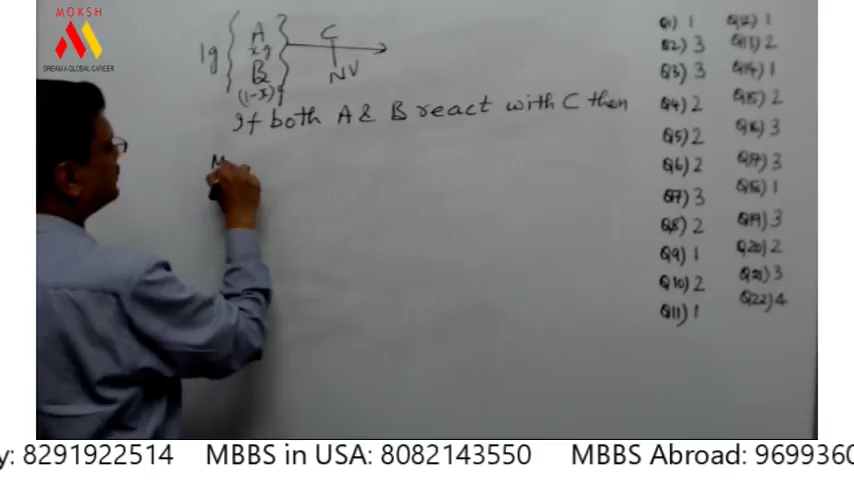 MOKSH
DREAM A GLOBAL CAREER
1g { A
xg
B
(1-x)g } C
NV
If both A & B react with C then
M
Q1) 1
Q2) 3
Q3) 3
Q4) 2
Q5) 2
Q6) 2
Q7) 3
Q8) 2
Q9) 1
Q10) 2
Q11) 1
Q12) 1
Q13) 2
Q14) 1
Q15) 2
Q16) 3
Q17) 3
Q18) 1
Q19) 3
Q20) 2
Q21) 3
Q22) 4
y: 8291922514 MBBS in USA: 8082143550 MBBS Abroad: 9699360